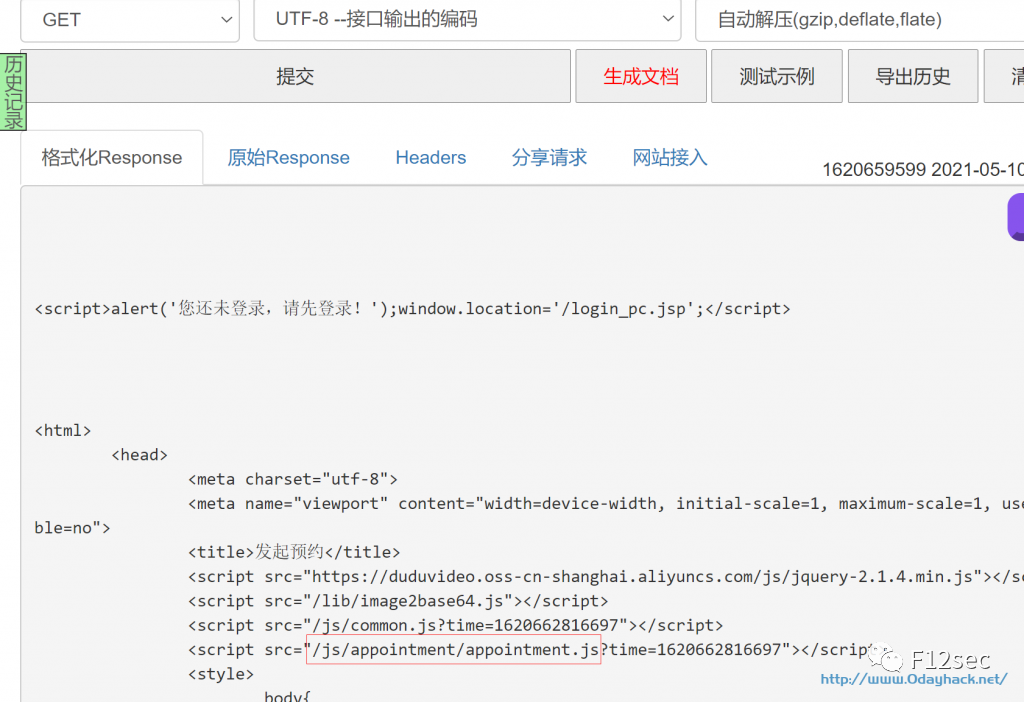 GET
UTF-8 --接口输出的编码
自动解压(gzip,deflate,flate)
历史记录
提交
生成文档
测试示例
导出历史
清
格式化Response
原始Response
Headers
分享请求
网站接入
1620659599 2021-05-10
<script>alert('您还未登录，请先登录！');window.location='/login_pc.jsp';</script>
<html>
<head>
<meta charset="utf-8">
<meta name="viewport" content="width=device-width, initial-scale=1, maximum-scale=1, use
ble=no">
<title>发起预约</title>
<script src="https://duduvideo.oss-cn-shanghai.aliyuncs.com/js/jquery-2.1.4.min.js"></sc
<script src="/lib/image2base64.js"></script>
<script src="/js/common.js?time=1620662816697"></script>
<script src="/js/appointment/appointment.js?time=1620662816697"></scrip
<style>
body{
F12sec
http://www.0dayhack.net/